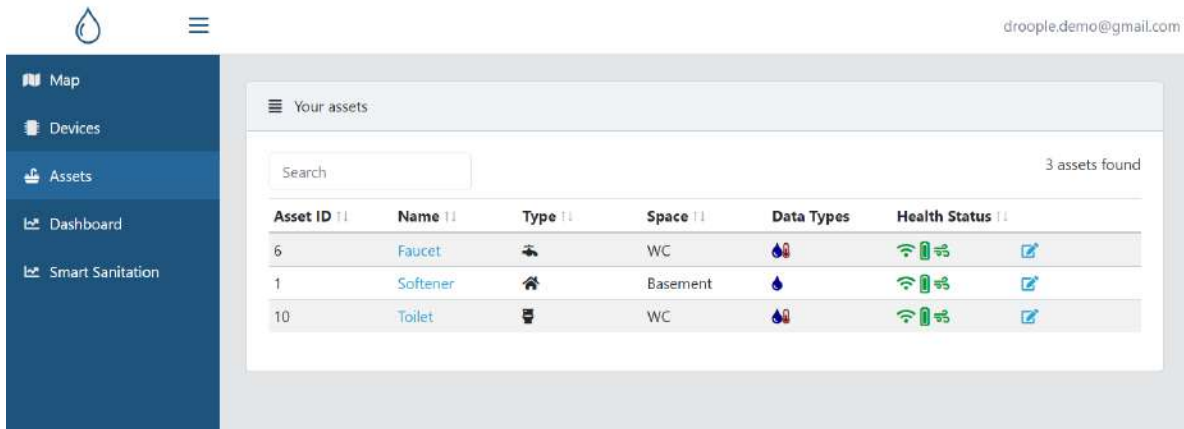 droople.demo@gmail.com
Map
Devices
Assets
Dashboard
Smart Sanitation
Your assets
Search
3 assets found
Asset ID Name Type Space Data Types Health Status
6 Faucet WC
1 Softener Basement
10 Toilet WC